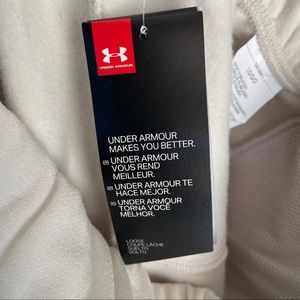 UNDER ARMOUR
UNDER ARMOUR
MAKES YOU BETTER.
UNDER ARMOUR
VOUS REND
MEILLEUR.
UNDER ARMOUR TE
HACE MEJOR.
UNDER ARMOUR
TORNA VOCÊ
MELHOR.
LOOSE
COUPE LÂCHE
SUELTO
SOLTO